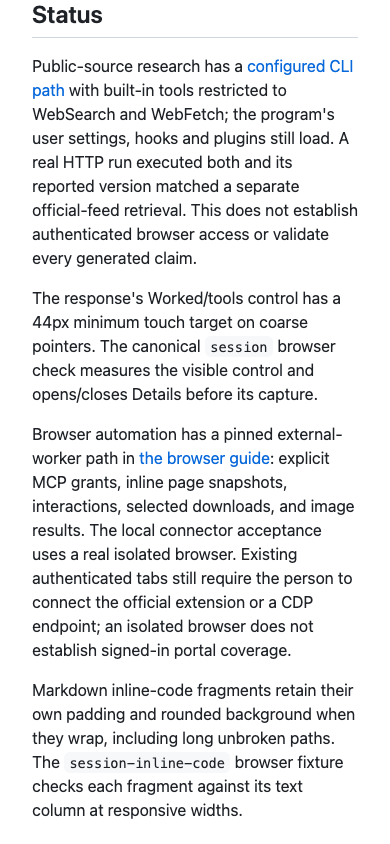 Status
Public-source research has a configured CLI
path with built-in tools restricted to
WebSearch and WebFetch; the program's
user settings, hooks and plugins still load. A
real HTTP run executed both and its
reported version matched a separate
official-feed retrieval. This does not establish
authenticated browser access or validate
every generated claim.
The response's Worked/tools control has a
44px minimum touch target on coarse
pointers. The canonical session browser
check measures the visible control and
opens/closes Details before its capture.
Browser automation has a pinned external-
worker path in the browser guide: explicit
MCP grants, inline page snapshots,
interactions, selected downloads, and image
results. The local connector acceptance
uses a real isolated browser. Existing
authenticated tabs still require the person to
connect the official extension or a CDP
endpoint; an isolated browser does not
establish signed-in portal coverage.
Markdown inline-code fragments retain their
own padding and rounded background when
they wrap, including long unbroken paths.
The session-inline-code browser fixture
checks each fragment against its text
column at responsive widths.